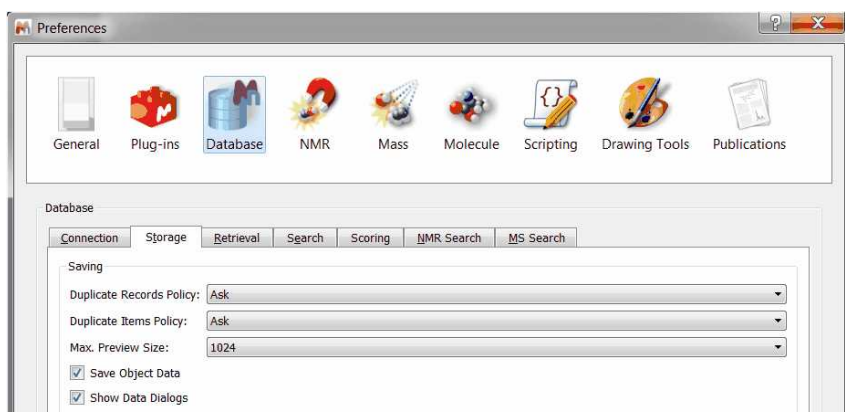 Preferences
General Plug-ins Database NMR Mass Molecule Scripting Drawing Tools Publications
Database
Connection Storage Retrieval Search Scoring NMR Search MS Search
Saving
Duplicate Records Policy: Ask
Duplicate Items Policy: Ask
Max. Preview Size: 1024
Save Object Data
Show Data Dialogs